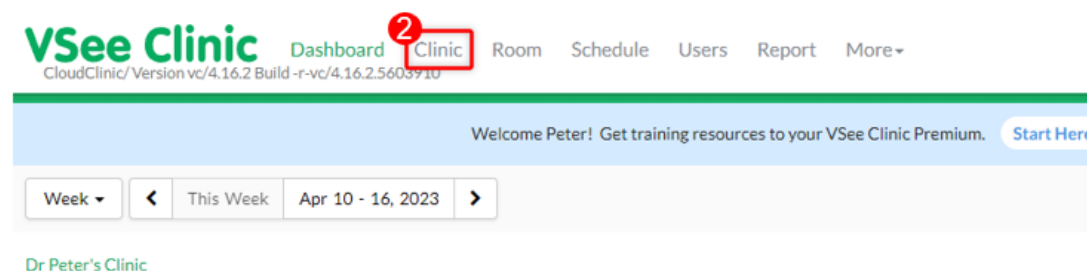 2
VSee Clinic Dashboard Clinic Room Schedule Users Report More
CloudClinic/ Version vc/4.16.2 Build -r-vc/4.16.2.5603910
Welcome Peter! Get training resources to your VSee Clinic Premium. Start Here
Week This Week Apr 10 - 16, 2023
Dr Peter's Clinic